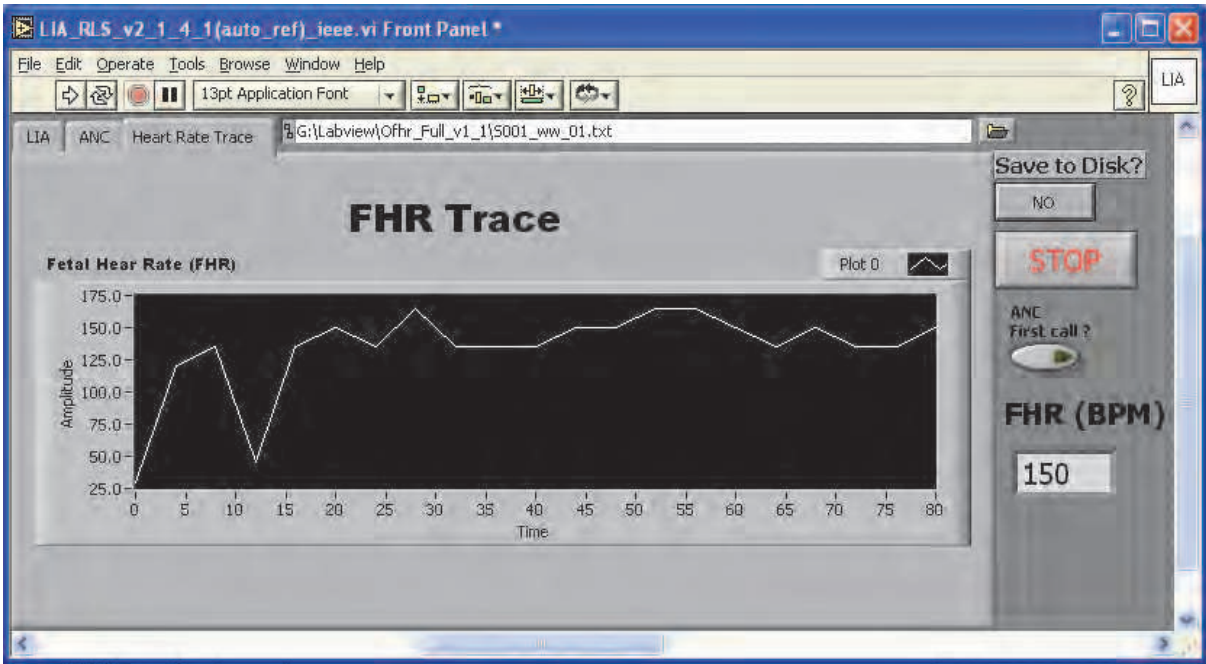 LIA_RLS_v2_1_4_1(auto_ref)_ieee.vi Front Panel *
File Edit Operate Tools Browse Window Help
13pt Application Font
LIA
LIA ANC Heart Rate Trace G:\Labview\Ofhr_Full_v1_1\S001_ww_01.txt
Save to Disk?
NO
FHR Trace
STOP
Fetal Hear Rate (FHR)
Plot 0
ANC
First call ?
FHR (BPM)
150
Amplitude
175.0
150.0
125.0
100.0
75.0
50.0
25.0
0 5 10 15 20 25 30 35 40 45 50 55 60 65 70 75 80
Time